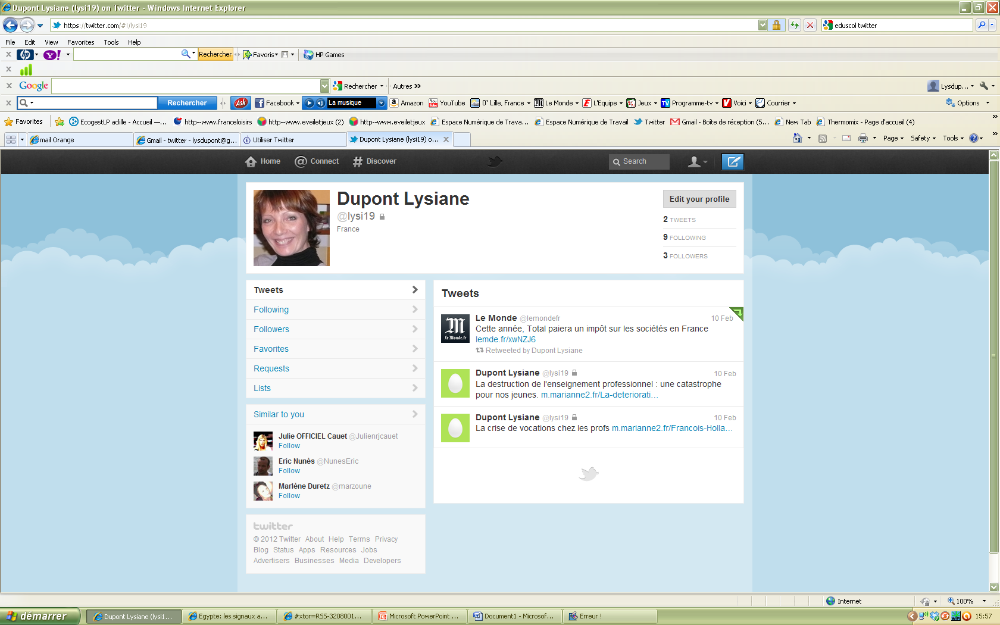 Dupont Lysiane (lysi19) on Twitter - Windows Internet Explorer
https://twitter.com/#!/lysi19
eduscol twitter
File Edit View Favorites Tools Help
X hp Y! Rechercher Favoris HP Games
X
X Google Rechercher Autres » Lysdup...
X Rechercher Ask Facebook La musique Amazon YouTube 0° Lille, France Le Monde L'Equipe Jeux Programme-tv Voici Courrier Options
Favorites EcogestLP aclille - Accueil —... http--www.franceloisirs http--www.eveiletjeux (2) http--www.eveiletjeux Espace Numérique de Trava... Espace Numérique de Travail Twitter Gmail - Boîte de réception (5... New Tab Thermomix - Page d'accueil (4) »
mail Orange Gmail - twitter - lysdupont@g... Utiliser Twitter Dupont Lysiane (lysi19) o... X Page Safety Tools »
Home @ Connect # Discover Search
Dupont Lysiane
@lysi19
France
Edit your profile
2 TWEETS
9 FOLLOWING
3 FOLLOWERS
Tweets
Following
Followers
Favorites
Requests
Lists
Similar to you
Julie OFFICIEL Cauet @Julienrjcauet
Follow
Eric Nunès @NunesEric
Follow
Marlène Duretz @marzoune
Follow
twitter
© 2012 Twitter About Help Terms Privacy
Blog Status Apps Resources Jobs
Advertisers Businesses Media Developers
Tweets
M
Le Monde.fr
Le Monde @lemondefr 10 Feb
Cette année, Total paiera un impôt sur les sociétés en France
lemde.fr/xwNZJ6
Retweeted by Dupont Lysiane
Dupont Lysiane @lysi19 10 Feb
La destruction de l'enseignement professionnel : une catastrophe
pour nos jeunes. m.marianne2.fr/La-deteriorati...
Dupont Lysiane @lysi19 10 Feb
La crise de vocations chez les profs m.marianne2.fr/Francois-Holla...
Internet 100%
démarrer Dupont Lysiane (lysi1... Egypte: les signaux a... #xtor=RSS-3208001... Microsoft PowerPoint ... Document1 - Microsof... Erreur ! 15:57